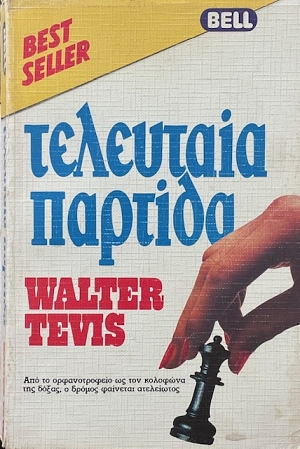 BEST
SELLER
BELL
τελευταία
παρτίδα
WALTER
TEVIS
Από το ορφανοτροφείο ως τον κολοφώνα
της δόξας, ο δρόμος φαίνεται ατελείωτος